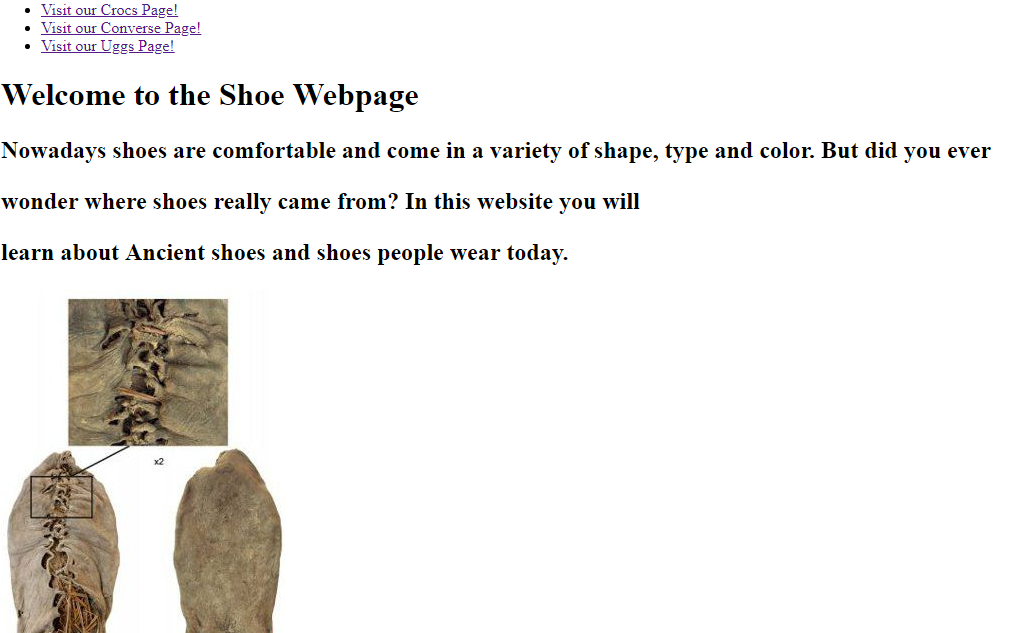 Visit our Crocs Page!
Visit our Converse Page!
Visit our Uggs Page!
Welcome to the Shoe Webpage
Nowadays shoes are comfortable and come in a variety of shape, type and color. But did you ever
wonder where shoes really came from? In this website you will
learn about Ancient shoes and shoes people wear today.
x2